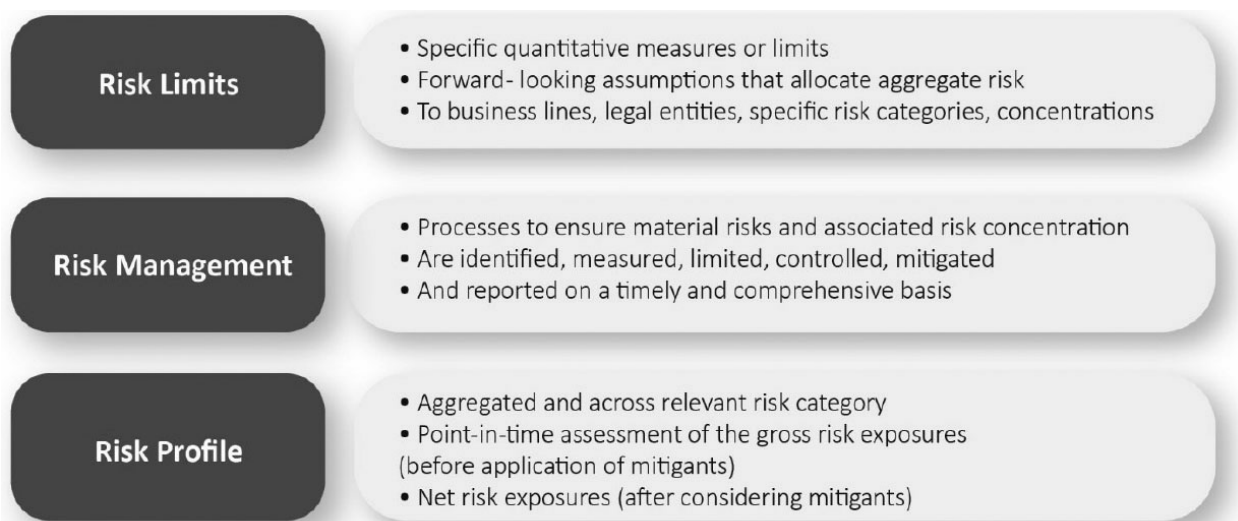 Risk Limits
• Specific quantitative measures or limits
• Forward- looking assumptions that allocate aggregate risk
• To business lines, legal entities, specific risk categories, concentrations
Risk Management
• Processes to ensure material risks and associated risk concentration
• Are identified, measured, limited, controlled, mitigated
• And reported on a timely and comprehensive basis
Risk Profile
• Aggregated and across relevant risk category
• Point-in-time assessment of the gross risk exposures
(before application of mitigants)
• Net risk exposures (after considering mitigants)